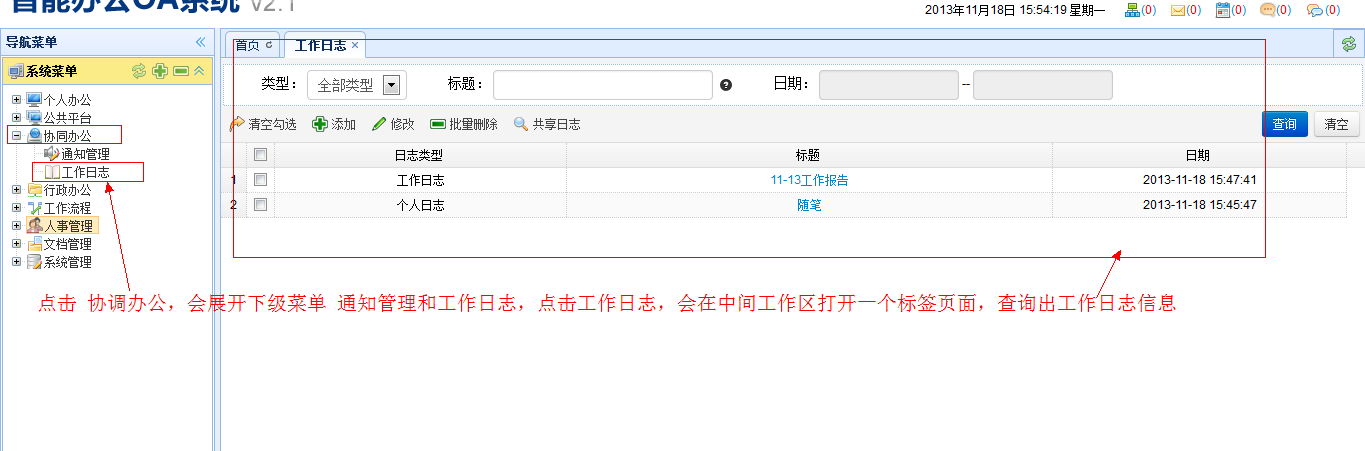 智能办公OA系统 V2.1
2013年11月18日 15:54:19 星期一 (0) (0) (0) (0) (0)
导航菜单
系统菜单
个人办公
公共平台
协同办公
通知管理
工作日志
行政办公
工作流程
人事管理
文档管理
系统管理
首页 工作日志
类型： 全部类型 标题： 日期： --
清空勾选 添加 修改 批量删除 共享日志 查询 清空
日志类型 标题 日期
1 工作日志 11-13工作报告 2013-11-18 15:47:41
2 个人日志 随笔 2013-11-18 15:45:47
点击 协调办公，会展开下级菜单 通知管理和工作日志，点击工作日志，会在中间工作区打开一个标签页面，查询出工作日志信息